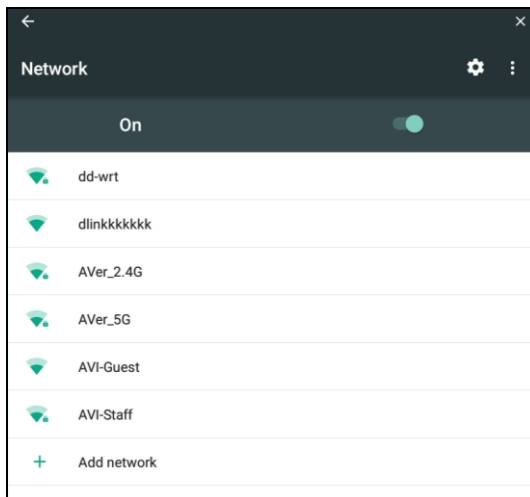 Network
On
dd-wrt
dlinkkkkkkk
AVer_2.4G
AVer_5G
AVI-Guest
AVI-Staff
Add network